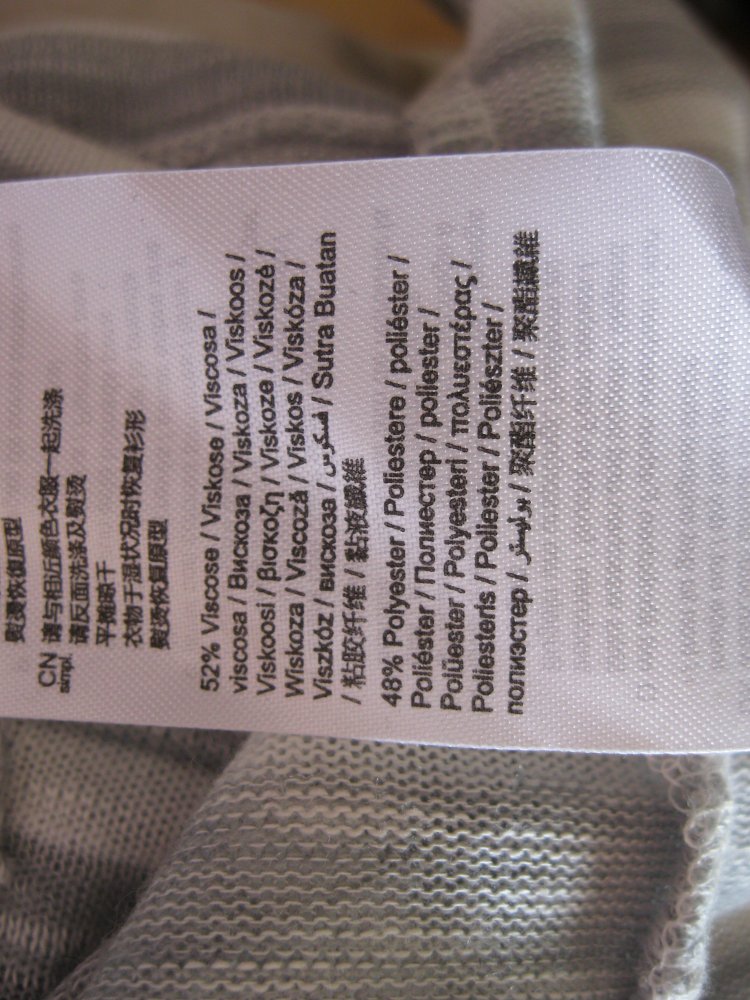 熨烫恢復原型
CN 请与相近颜色衣服一起洗涤
simpl. 请反面洗涤及熨烫
平摊晾干
衣物于湿状况时恢复衫形
熨烫恢复原型
52% Viscose / Viskose / Viscosa /
viscosa / Вискоза / Viskoza / Viskoos /
Viskoosi / βισκοζη / Viskoze / Viskozė /
Wiskoza / Viscoză / Viskos / Viskóza /
Viszkóz / вискоза / فسكوس / Sutra Buatan
/ 粘胶纤维 / 黏液纖維
48% Polyester / Poliestere / poliéster /
Poliéster / Полиестер / poliester /
Polüester / Polyesteri / πολυεστέρας /
Poliesteris / Poliester / Poliészter /
полиэстер / بوليستر / 聚酯纤维 / 聚酯纖維